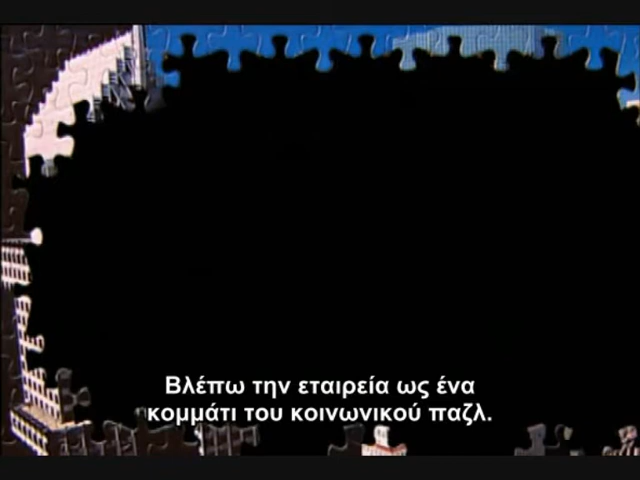 Βλέπω την εταιρεία ως ένα
κομμάτι του κοινωνικού παζλ.